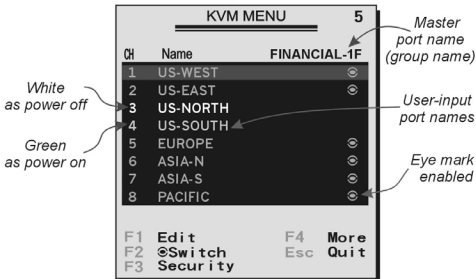 KVM MENU 5
CH Name FINANCIAL-1F
1 US-WEST
2 US-EAST
3 US-NORTH
4 US-SOUTH
5 EUROPE
6 ASIA-N
7 ASIA-S
8 PACIFIC
F1 Edit F4 More
F2 Switch Esc Quit
F3 Security
White
as power off
Green
as power on
Master
port name
(group name)
User-input
port names
Eye mark
enabled